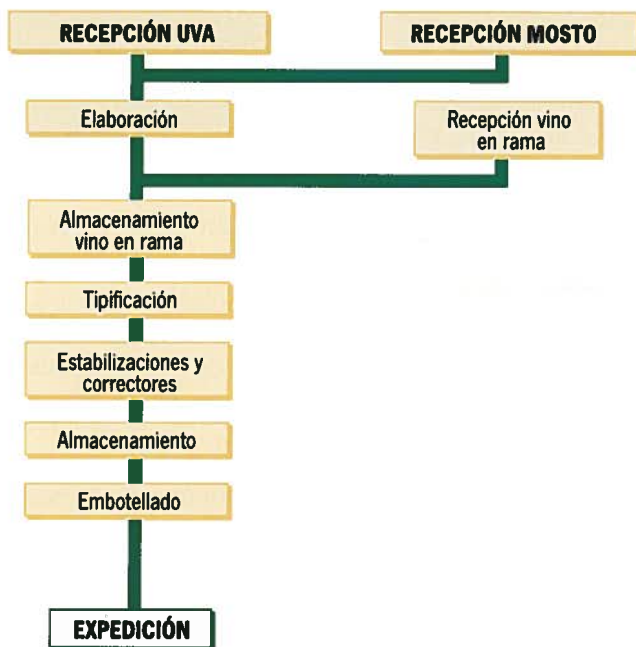 RECEPCIÓN UVA
RECEPCIÓN MOSTO
Elaboración
Recepción vino
en rama
Almacenamiento
vino en rama
Tipificación
Estabilizaciones y
correctores
Almacenamiento
Embotellado
EXPEDICIÓN